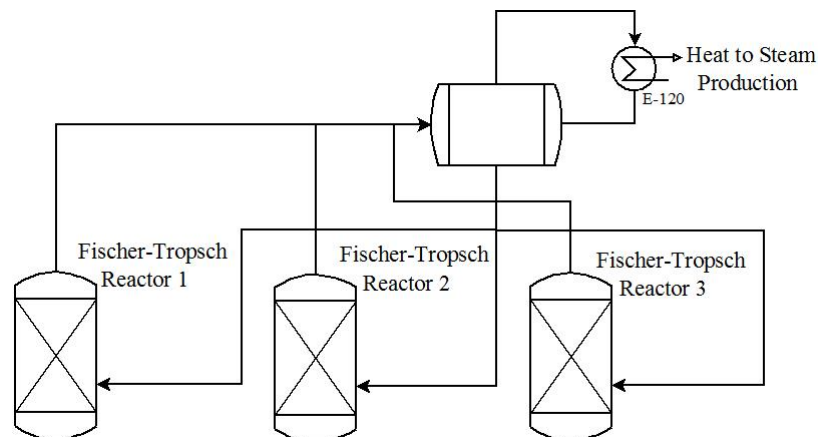 Heat to Steam
Production
E-120
Fischer-Tropsch
Reactor 1
Fischer-Tropsch
Reactor 2
Fischer-Tropsch
Reactor 3